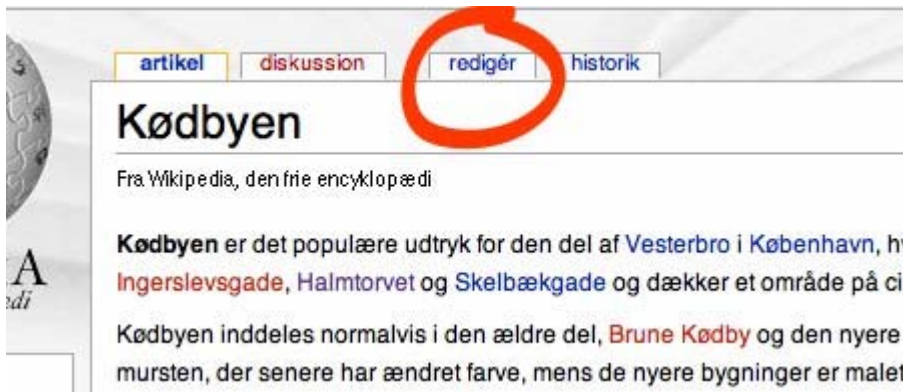 artikel diskussion redigér historik
Kødbyen
Fra Wikipedia, den frie encyklopædi
Kødbyen er det populære udtryk for den del af Vesterbro i København,
Ingerslevsgade, Halmtorvet og Skelbækgade og dækker et område på
A
Kødbyen inddeles normalvis i den ældre del, Brune Kødby og den nyere
mursten, der senere har ændret farve, mens de nyere bygninger er malet